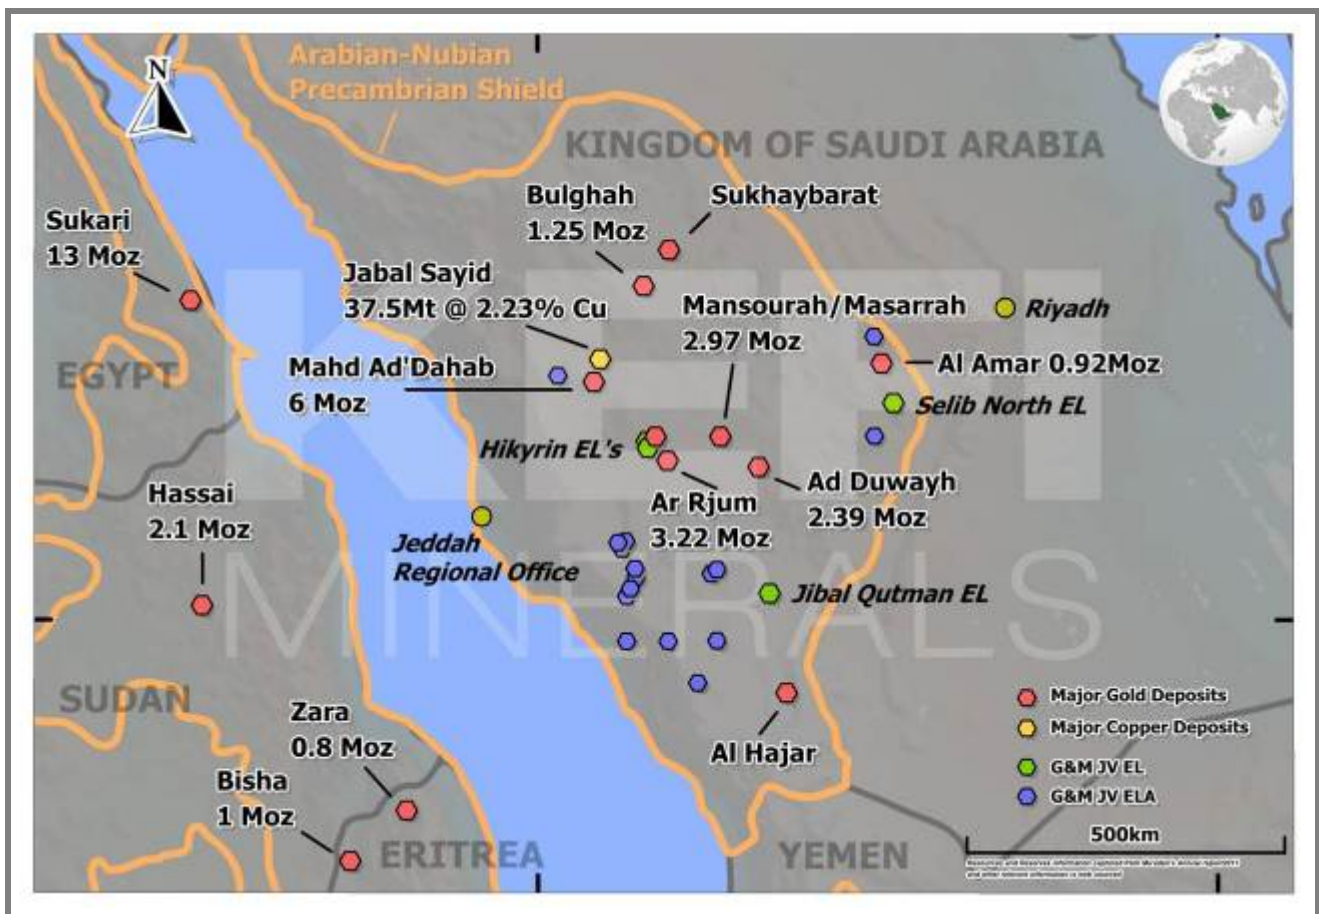 Arabian-Nubian
Precambrian Shield
N
KINGDOM OF SAUDI ARABIA
Bulghah
1.25 Moz
Sukhaybarat
Sukari
13 Moz
Jabal Sayid
37.5Mt @ 2.23% Cu
Mansourah/Masarrah
2.97 Moz
Riyadh
Mahd Ad'Dahab
6 Moz
Al Amar 0.92Moz
EGYPT
Selib North EL
Hikyrin EL's
KEFI
MINERALS
Hassai
2.1 Moz
Ar Rjum
3.22 Moz
Ad Duwayh
2.39 Moz
Jeddah
Regional Office
Jibal Qutman EL
SUDAN
Zara
0.8 Moz
Al Hajar
Bisha
1 Moz
ERITREA
YEMEN
Major Gold Deposits
Major Copper Deposits
G&M JV EL
G&M JV ELA
500km